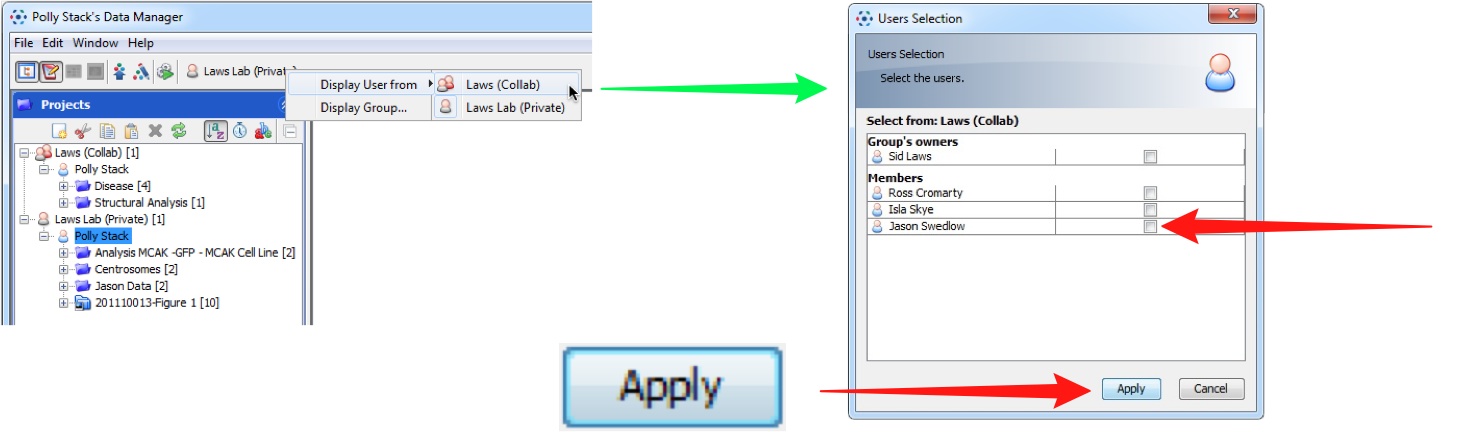 Polly Stack's Data Manager
File Edit Window Help
Laws Lab (Privat
Display User from
Laws (Collab)
Display Group...
Laws Lab (Private)
Projects
Laws (Collab) [1]
Polly Stack
Disease [4]
Structural Analysis [1]
Laws Lab (Private) [1]
Polly Stack
Analysis MCAK -GFP - MCAK Cell Line [2]
Centrosomes [2]
Jason Data [2]
201110013-Figure 1 [10]
Apply
Users Selection
Users Selection
Select the users.
Select from: Laws (Collab)
Group's owners
Sid Laws
Members
Ross Cromarty
Isla Skye
Jason Swedlow
Apply Cancel